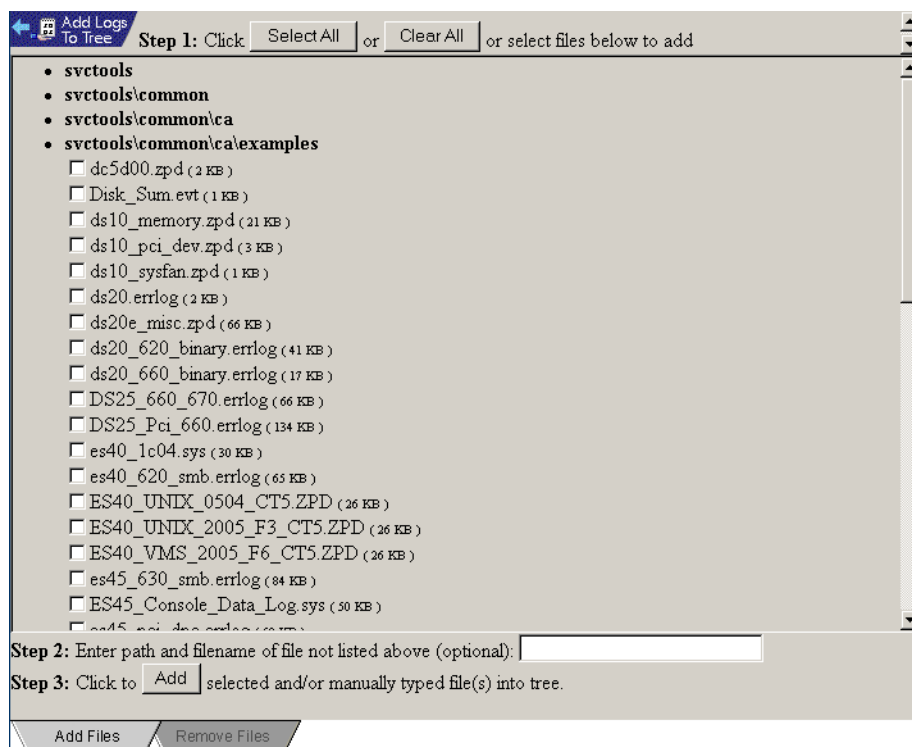 Add Logs
To Tree
Step 1: Click Select All or Clear All or select files below to add
svctools
svctools\common
svctools\common\ca
svctools\common\ca\examples
dc5d00.zpd (2 KB)
Disk_Sum.evt (1 KB)
ds10_memory.zpd (21 KB)
ds10_pci_dev.zpd (3 KB)
ds10_sysfan.zpd (1 KB)
ds20.errlog (2 KB)
ds20e_misc.zpd (66 KB)
ds20_620_binary.errlog (41 KB)
ds20_660_binary.errlog (17 KB)
DS25_660_670.errlog (66 KB)
DS25_Pci_660.errlog (134 KB)
es40_1c04.sys (30 KB)
es40_620_smb.errlog (65 KB)
ES40_UNIX_0504_CT5.ZPD (26 KB)
ES40_UNIX_2005_F3_CT5.ZPD (26 KB)
ES40_VMS_2005_F6_CT5.ZPD (26 KB)
es45_630_smb.errlog (84 KB)
ES45_Console_Data_Log.sys (50 KB)
Step 2: Enter path and filename of file not listed above (optional):
Step 3: Click to Add selected and/or manually typed file(s) into tree.
Add Files Remove Files